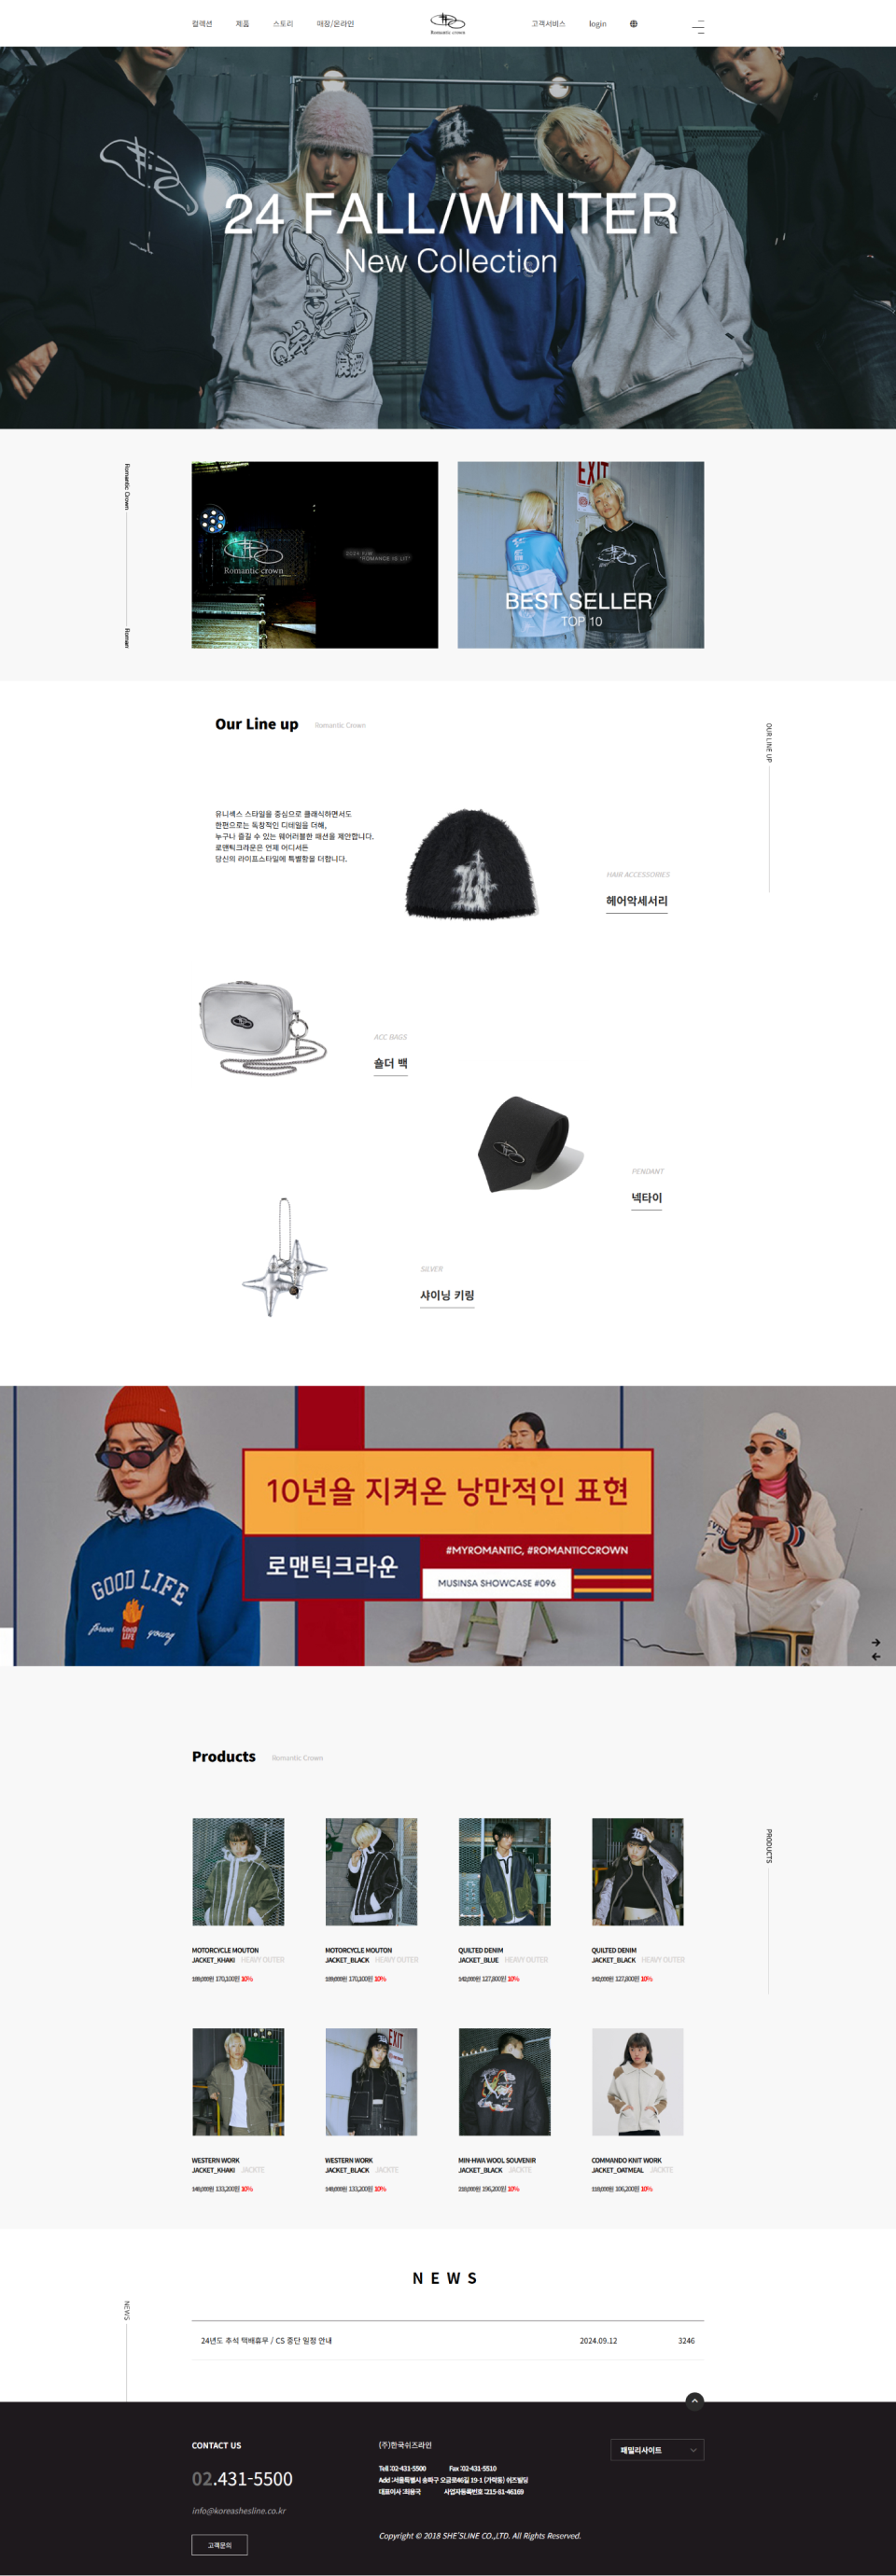 컬렉션 제품 스토리 매장/온라인 Romantic crown 고객서비스 login
24 FALL/WINTER
New Collection
Romantic Crown
Roman
Romantic crown
2024 F/W
"ROMANCE IS LIT"
EXIT
BEST SELLER
TOP 10
Our Line up Romantic Crown
OUR LINE UP
유니섹스 스타일을 중심으로 클래식하면서도
한편으로는 독창적인 디테일을 더해,
누구나 즐길 수 있는 웨어러블한 패션을 제안합니다.
로맨틱크라운은 언제 어디서든
당신의 라이프스타일에 특별함을 더합니다.
HAIR ACCESSORIES
헤어악세서리
ACC BAGS
숄더 백
PENDANT
넥타이
SILVER
샤이닝 키링
GOOD LIFE
forever GOOD LIFE young
10년을 지켜온 낭만적인 표현
로맨틱크라운
#MYROMANTIC, #ROMANTICCROWN
MUSINSA SHOWCASE #096
Products Romantic Crown
PRODUCTS
MOTORCYCLE MOUTON
JACKET_KHAKI HEAVY OUTER
189,000원 170,100원 10%
MOTORCYCLE MOUTON
JACKET_BLACK HEAVY OUTER
189,000원 170,100원 10%
QUILTED DENIM
JACKET_BLUE HEAVY OUTER
142,000원 127,800원 10%
QUILTED DENIM
JACKET_BLACK HEAVY OUTER
142,000원 127,800원 10%
EXIT
WESTERN WORK
JACKET_KHAKI JACKTE
148,000원 133,200원 10%
WESTERN WORK
JACKET_BLACK JACKTE
148,000원 133,200원 10%
MIN-HWA WOOL SOUVENIR
JACKET_BLACK JACKTE
218,000원 196,200원 10%
COMMANDO KNIT WORK
JACKET_OATMEAL JACKTE
118,000원 106,200원 10%
NEWS
NEWS
24년도 추석 택배휴무 / CS 중단 일정 안내 2024.09.12 3246
CONTACT US
02.431-5500
info@koreashesline.co.kr
고객문의
(주)한국쉬즈라인
Tell :02-431-5500 Fax :02-431-5510
Add :서울특별시 송파구 오금로46길 19-1 (가락동) 쉬즈빌딩
대표이사 :최용국 사업자등록번호 :215-81-46169
Copyright © 2018 SHE'SLINE CO.,LTD. All Rights Reserved.
패밀리사이트